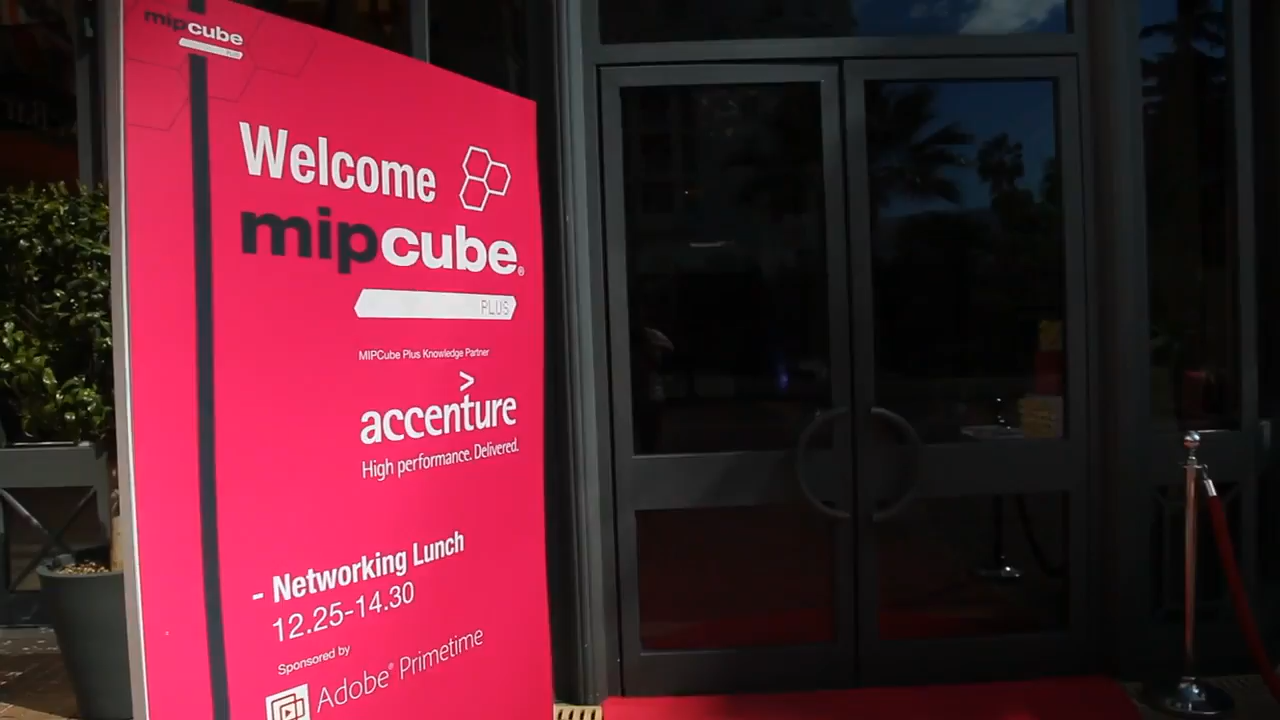 mipcube
PLUS
Welcome
mipcube®
PLUS
MIPCube Plus Knowledge Partner
>
accenture
High performance. Delivered.
- Networking Lunch
12.25-14.30
Sponsored by
Adobe® Primetime